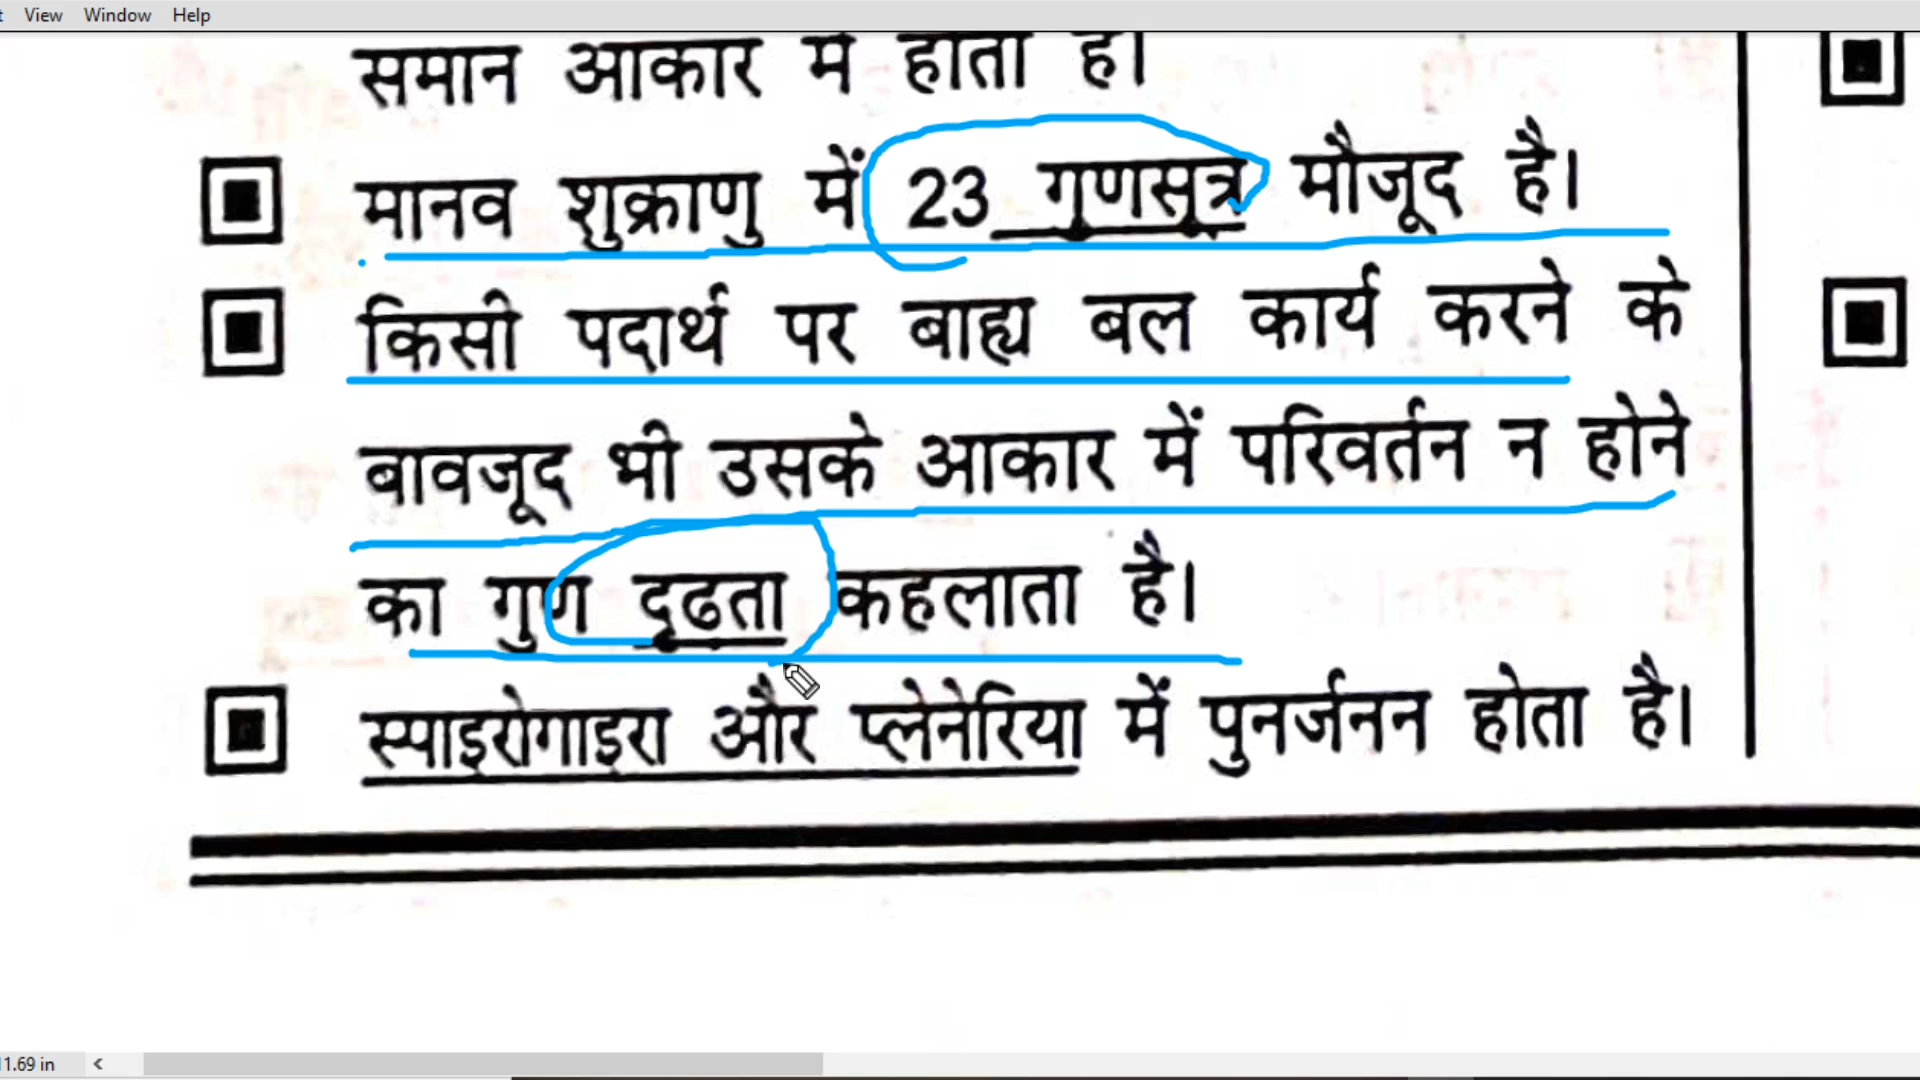 View Window Help
समान आकार में होता है।
मानव शुक्राणु में 23 गुणसूत्र मौजूद है।
किसी पदार्थ पर बाह्य बल कार्य करने के
बावजूद भी उसके आकार में परिवर्तन न होने
का गुण दृढता कहलाता है।
स्पाइरोगाइरा और प्लेनेरिया में पुनर्जनन होता है।
1.69 in